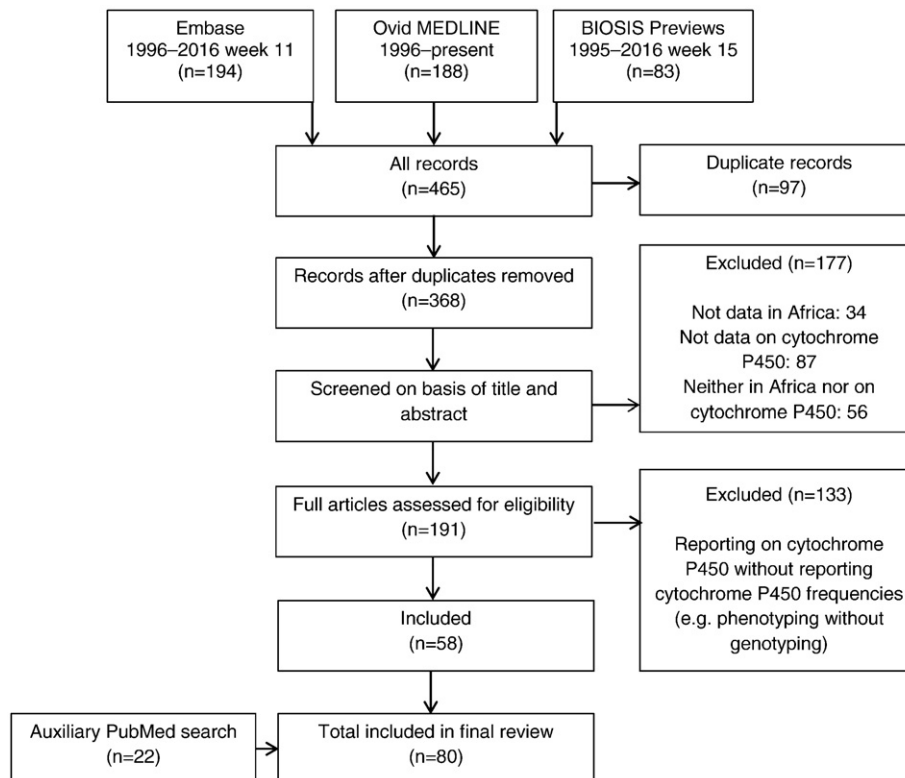 Embase
1996–2016 week 11
(n=194)
Ovid MEDLINE
1996–present
(n=188)
BIOSIS Previews
1995–2016 week 15
(n=83)
All records
(n=465)
Duplicate records
(n=97)
Records after duplicates removed
(n=368)
Excluded (n=177)
Not data in Africa: 34
Not data on cytochrome
P450: 87
Neither in Africa nor on
cytochrome P450: 56
Screened on basis of title and
abstract
Full articles assessed for eligibility
(n=191)
Excluded (n=133)
Reporting on cytochrome
P450 without reporting
cytochrome P450 frequencies
(e.g. phenotyping without
genotyping)
Included
(n=58)
Auxiliary PubMed search
(n=22)
Total included in final review
(n=80)